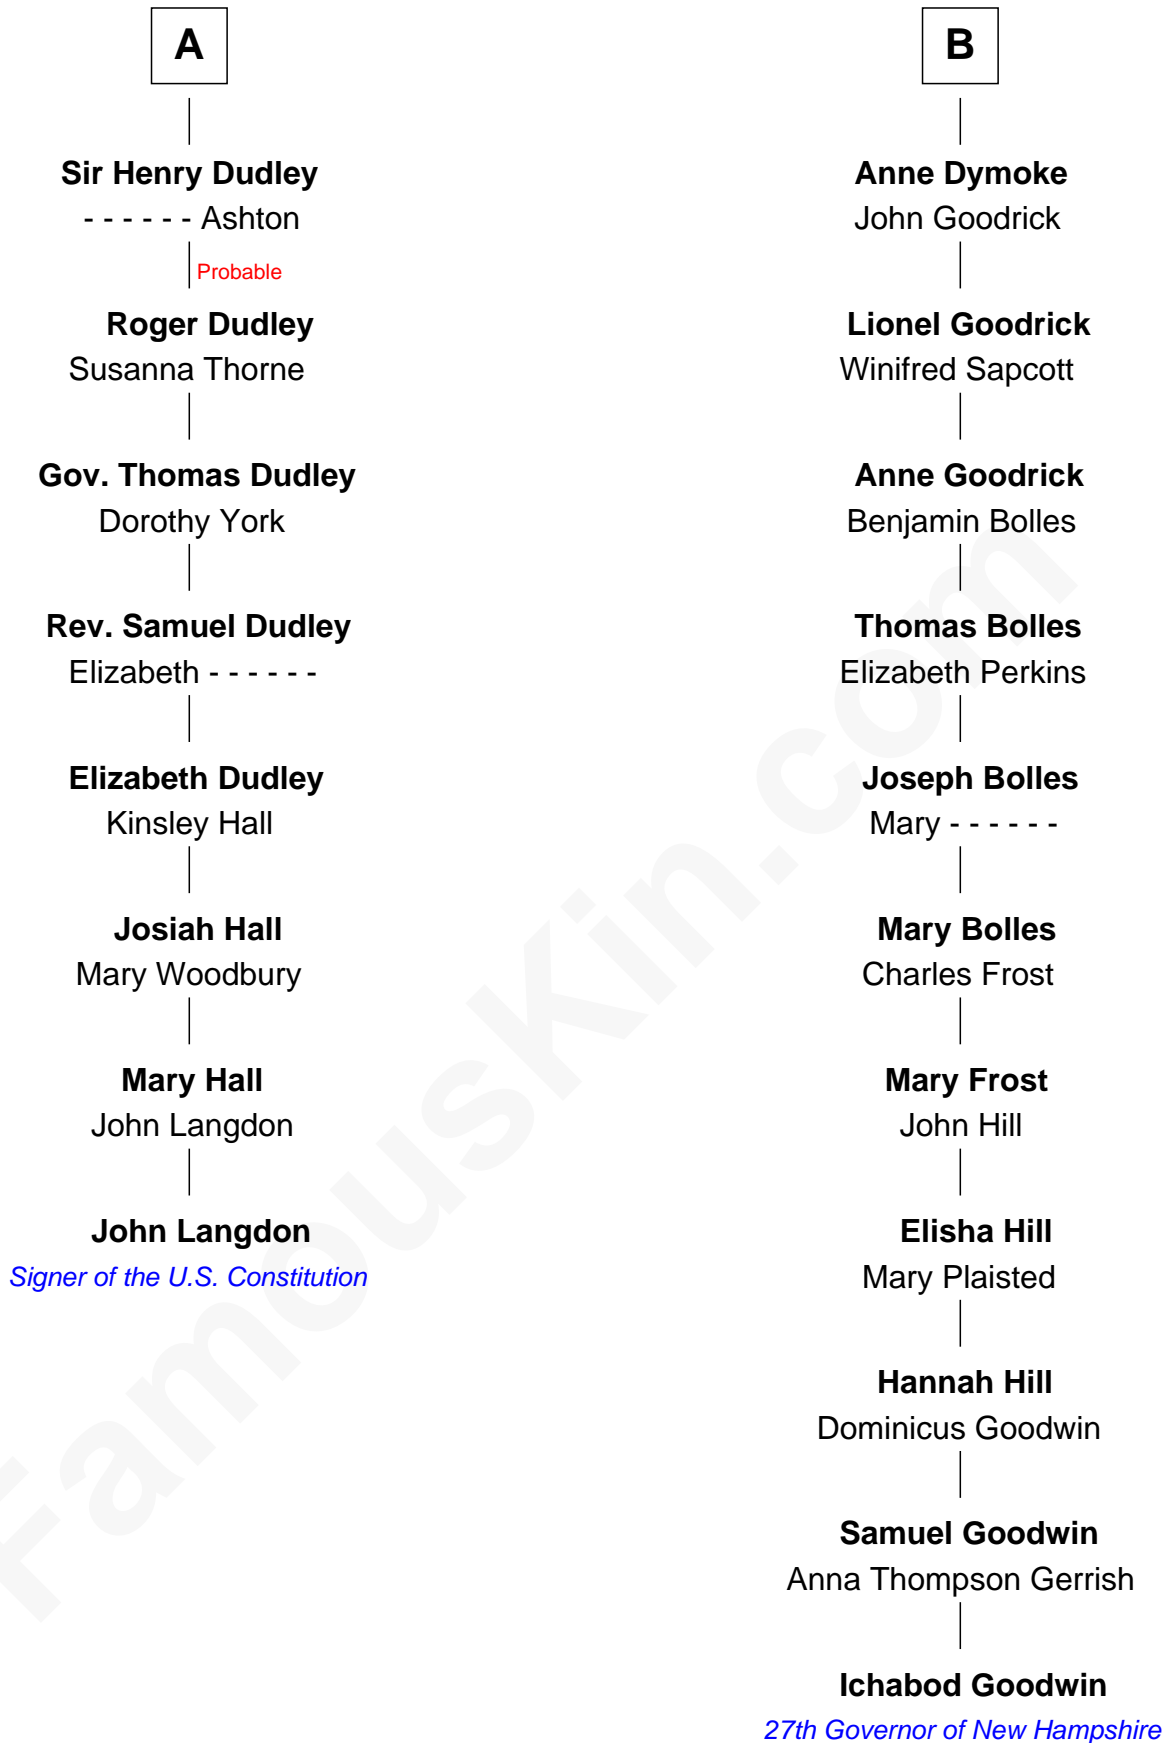 A
Sir Henry Dudley
- - - - - - Ashton
Probable
Roger Dudley
Susanna Thorne
Gov. Thomas Dudley
Dorothy York
Rev. Samuel Dudley
Elizabeth - - - - - -
Elizabeth Dudley
Kinsley Hall
Josiah Hall
Mary Woodbury
Mary Hall
John Langdon
John Langdon
Signer of the U.S. Constitution
B
Anne Dymoke
John Goodrick
Lionel Goodrick
Winifred Sapcott
Anne Goodrick
Benjamin Bolles
Thomas Bolles
Elizabeth Perkins
Joseph Bolles
Mary - - - - - -
Mary Bolles
Charles Frost
Mary Frost
John Hill
Elisha Hill
Mary Plaisted
Hannah Hill
Dominicus Goodwin
Samuel Goodwin
Anna Thompson Gerrish
Ichabod Goodwin
27th Governor of New Hampshire
FamousKin.com